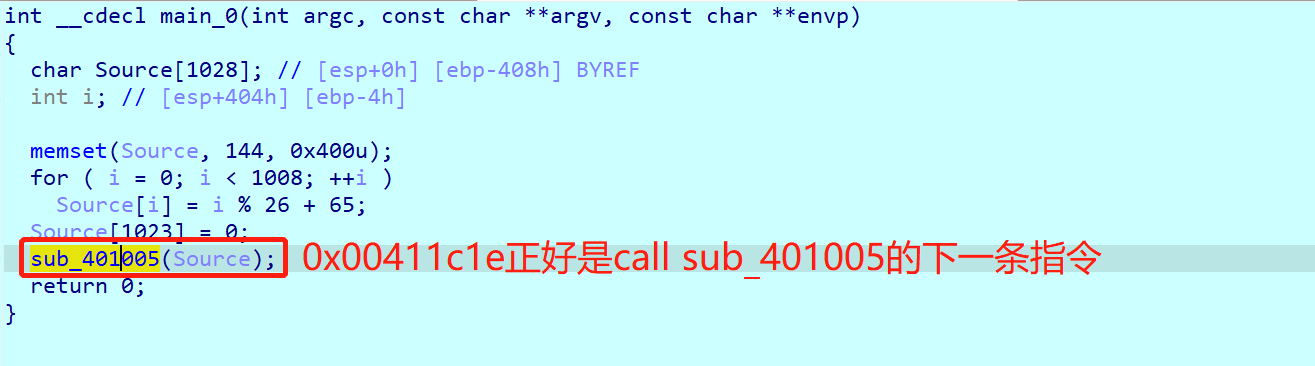 int __cdecl main_0(int argc, const char **argv, const char **envp)
{
  char Source[1028]; // [esp+0h] [ebp-408h] BYREF
  int i; // [esp+404h] [ebp-4h]

  memset(Source, 144, 0x400u);
  for ( i = 0; i < 1008; ++i )
    Source[i] = i % 26 + 65;
  Source[1023] = 0;
  sub_401005(Source); 0x00411c1e正好是call sub_401005的下一条指令
  return 0;
}